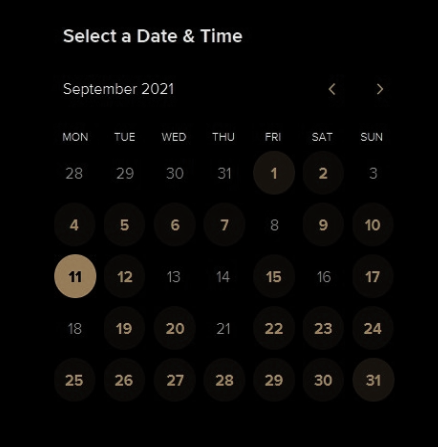 Select a Date & Time
September 2021
MON TUE WED THU FRI SAT SUN
28 29 30 31 1 2 3
4 5 6 7 8 9 10
11 12 13 14 15 16 17
18 19 20 21 22 23 24
25 26 27 28 29 30 31